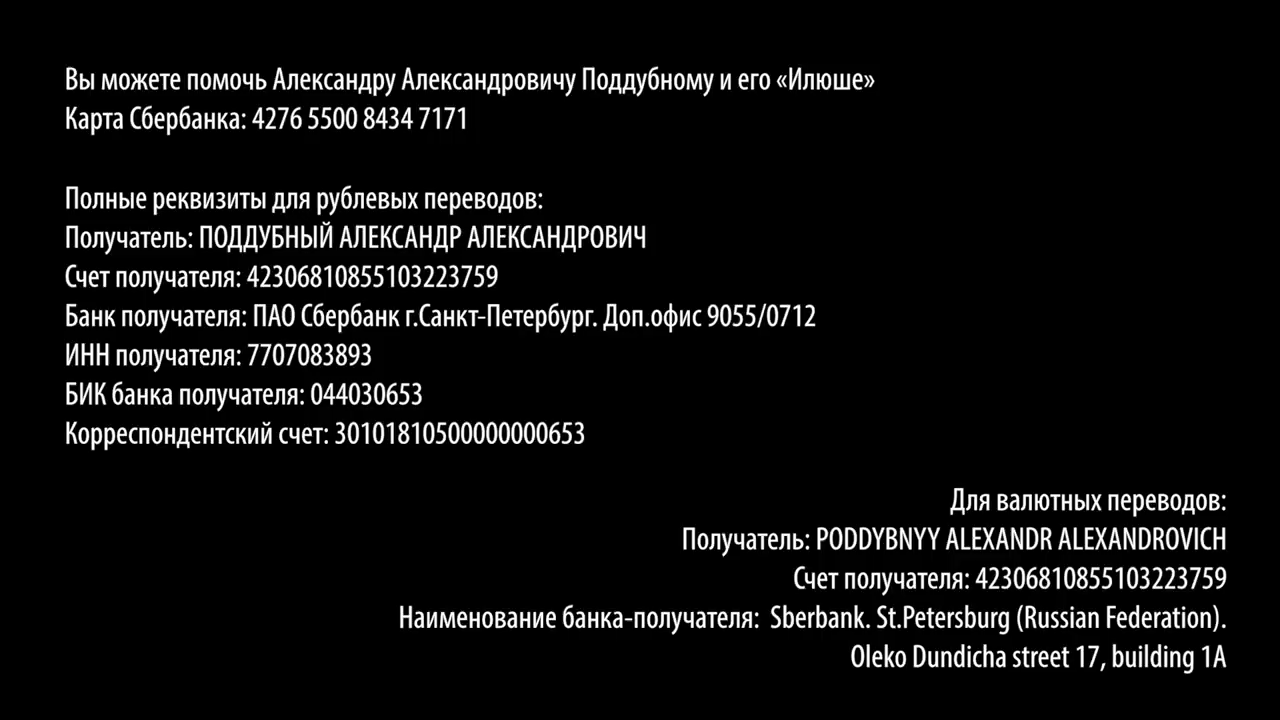 Вы можете помочь Александру Александровичу Поддубному и его «Илюше»
Карта Сбербанка: 4276 5500 8434 7171
Полные реквизиты для рублевых переводов:
Получатель: ПОДДУБНЫЙ АЛЕКСАНДР АЛЕКСАНДРОВИЧ
Счет получателя: 42306810855103223759
Банк получателя: ПАО Сбербанк г.Санкт-Петербург. Доп.офис 9055/0712
ИНН получателя: 7707083893
БИК банка получателя: 044030653
Корреспондентский счет: 30101810500000000653
Для валютных переводов:
Получатель: PODDYBNYY ALEXANDR ALEXANDROVICH
Счет получателя: 42306810855103223759
Наименование банка-получателя: Sberbank. St.Petersburg (Russian Federation).
Oleko Dundicha street 17, building 1A